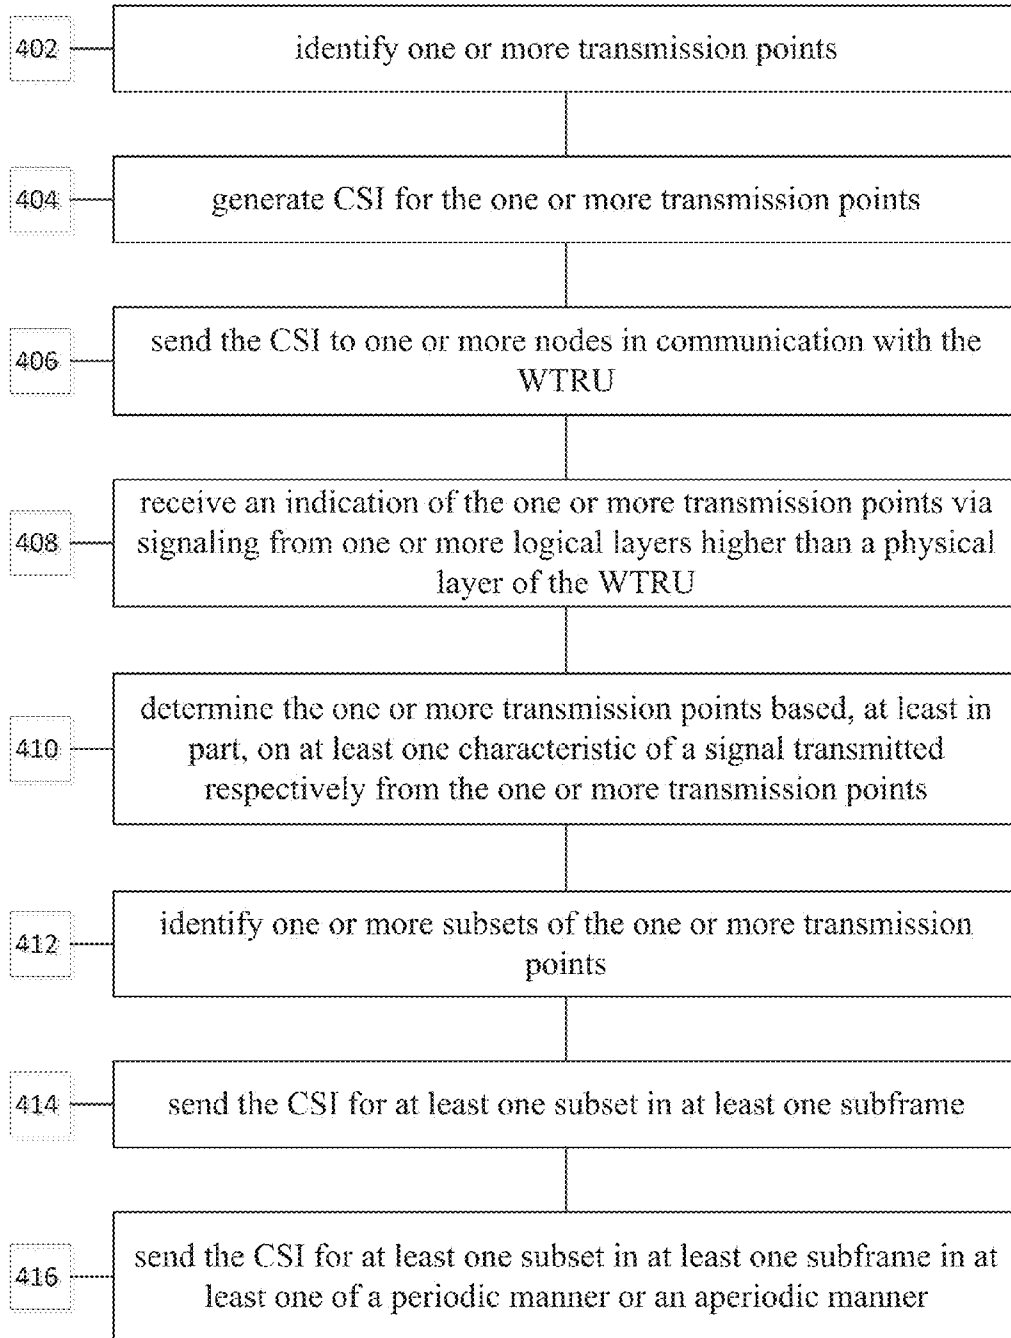 402
identify one or more transmission points
404
generate CSI for the one or more transmission points
406
send the CSI to one or more nodes in communication with the
WTRU
408
receive an indication of the one or more transmission points via
signaling from one or more logical layers higher than a physical
layer of the WTRU
410
determine the one or more transmission points based, at least in
part, on at least one characteristic of a signal transmitted
respectively from the one or more transmission points
412
identify one or more subsets of the one or more transmission
points
414
send the CSI for at least one subset in at least one subframe
416
send the CSI for at least one subset in at least one subframe in at
least one of a periodic manner or an aperiodic manner